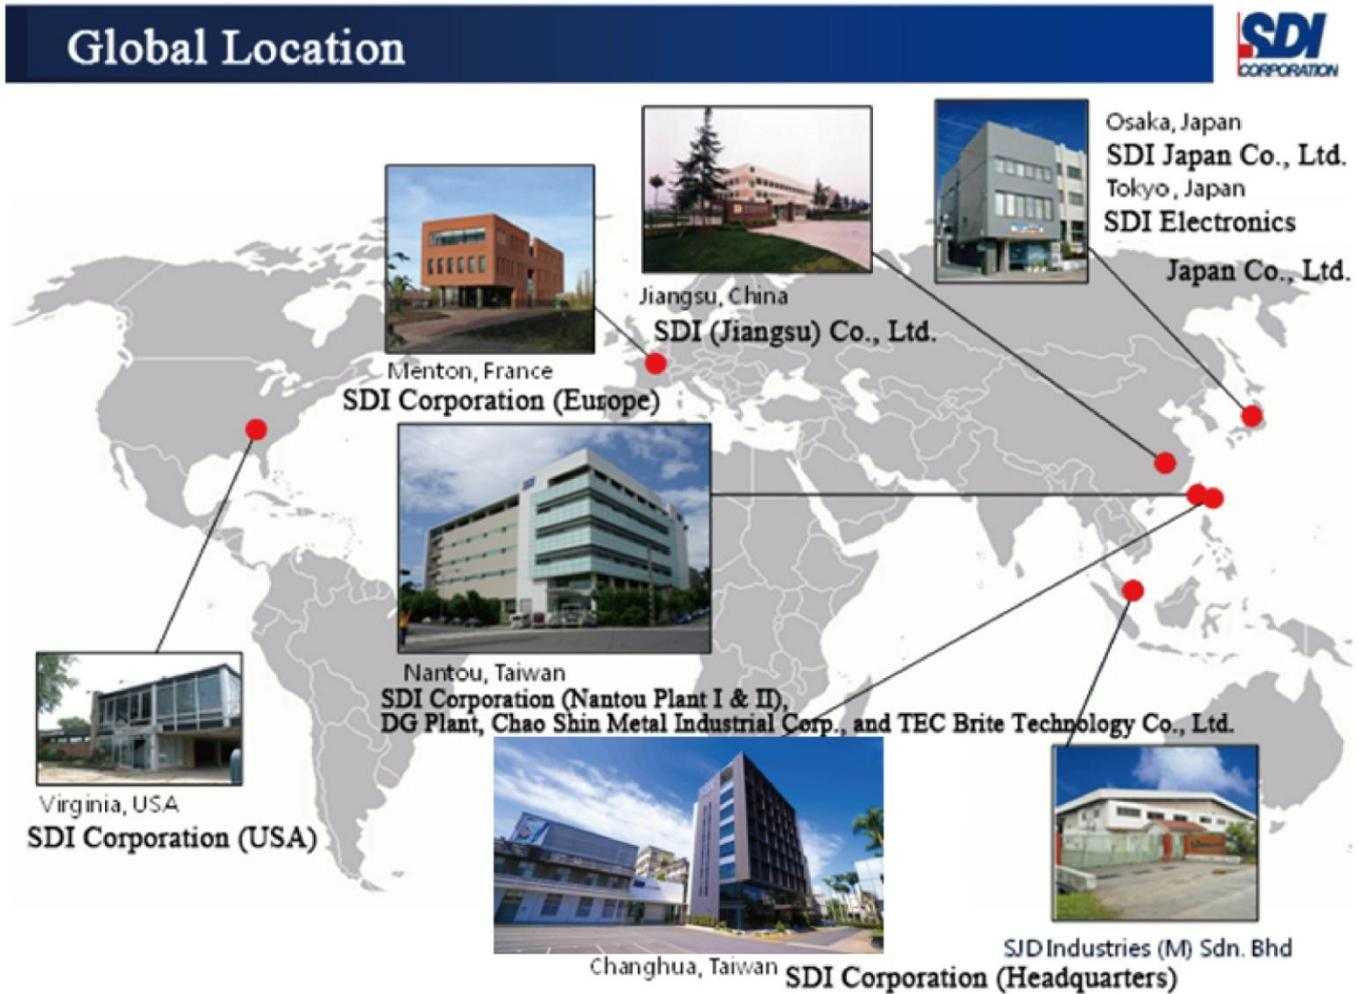 Global Location
SDI
CORPORATION
Osaka, Japan
SDI Japan Co., Ltd.
Tokyo, Japan
SDI Electronics
Japan Co., Ltd.
Jiangsu, China
SDI (Jiangsu) Co., Ltd.
Menton, France
SDI Corporation (Europe)
Nantou, Taiwan
SDI Corporation (Nantou Plant I & II),
DG Plant, Chao Shin Metal Industrial Corp., and TEC Brite Technology Co., Ltd.
Virginia, USA
SDI Corporation (USA)
SJD Industries (M) Sdn. Bhd
Changhua, Taiwan
SDI Corporation (Headquarters)